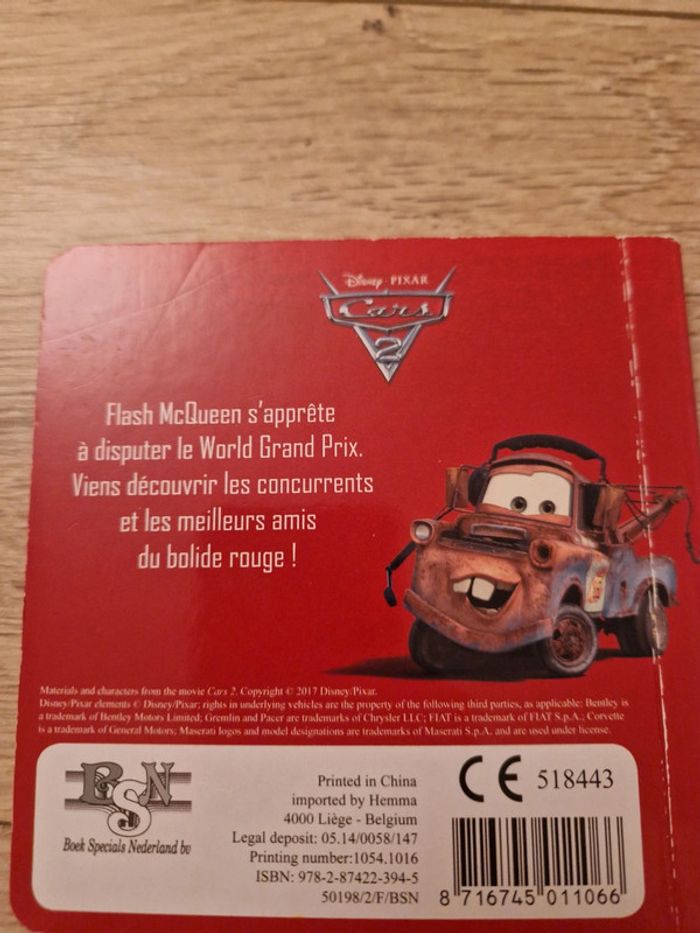 Disney · PIXAR
Cars
2
Flash McQueen s'apprête
à disputer le World Grand Prix.
Viens découvrir les concurrents
et les meilleurs amis
du bolide rouge !
Materials and characters from the movie Cars 2. Copyright © 2017 Disney/Pixar.
Disney/Pixar elements © Disney/Pixar; rights in underlying vehicles are the property of the following third parties, as applicable: Bentley is
a trademark of Bentley Motors Limited; Gremlin and Pacer are trademarks of Chrysler LLC; FIAT is a trademark of FIAT S.p.A.; Corvette
is a trademark of General Motors; Maserati logos and model designations are trademarks of Maserati S.p.A. and are used under license.
BSN
Boek Specials Nederland bv
Printed in China
imported by Hemma
4000 Liège - Belgium
Legal deposit: 05.14/0058/147
Printing number:1054.1016
ISBN: 978-2-87422-394-5
50198/2/F/BSN
CE 518443
8 716745 011066